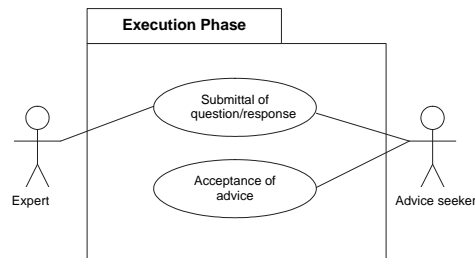 Execution Phase
Submittal of
question/response
Expert
Acceptance of
advice
Advice seeker